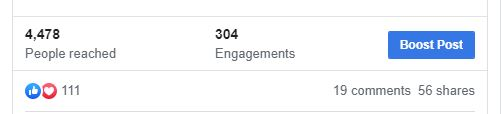 4,478 304
People reached Engagements Boost Post
111 19 comments 56 shares